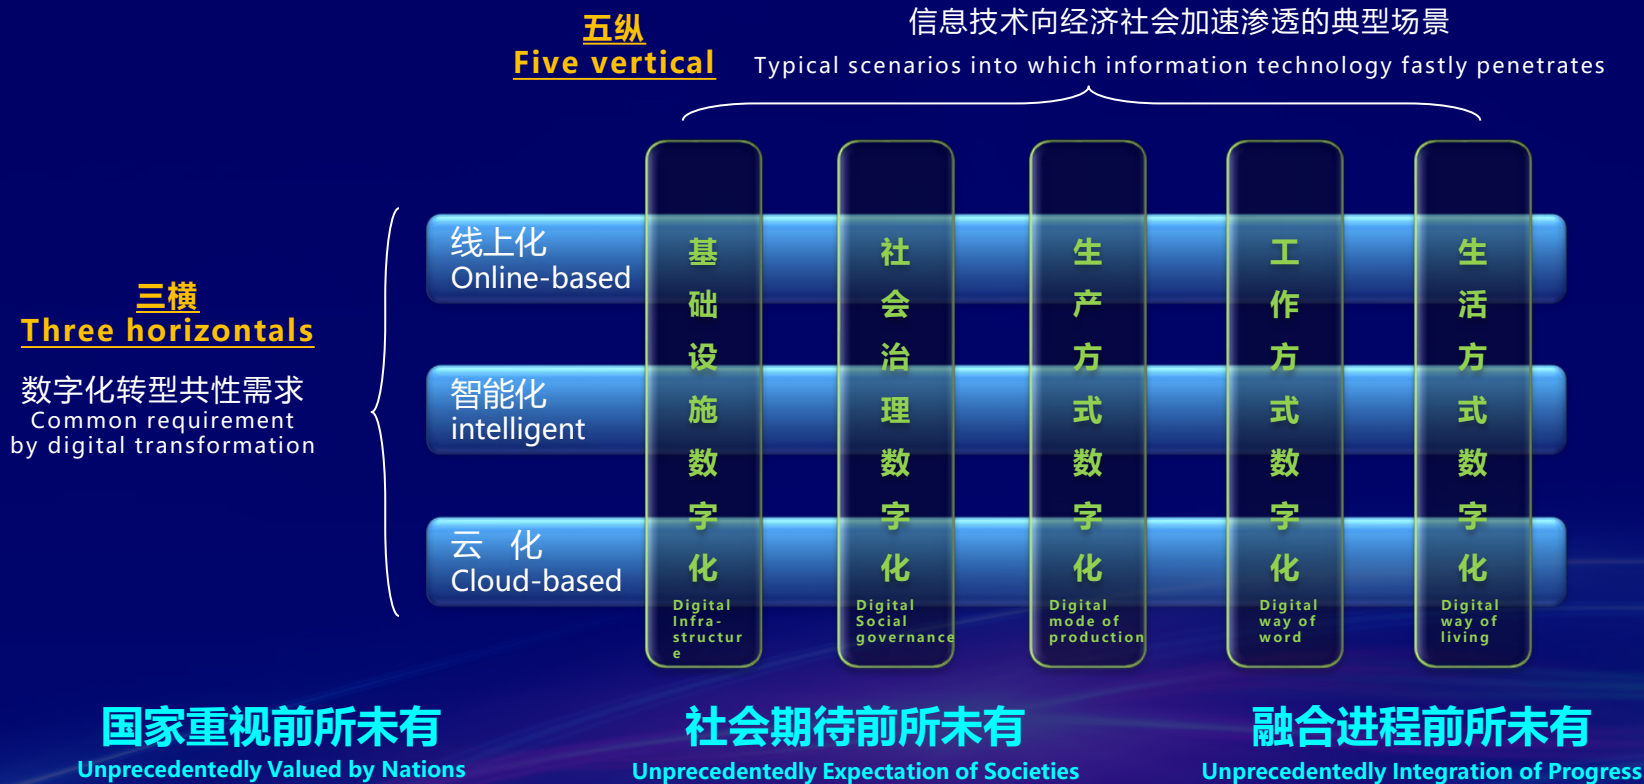 五纵
Five vertical
信息技术向经济社会加速渗透的典型场景
Typical scenarios into which information technology fastly penetrates
三横
Three horizontals
数字化转型共性需求
Common requirement
by digital transformation
线上化
Online-based
智能化
intelligent
云 化
Cloud-based
基础设施数字化
Digital
Infra-
structur
e
社会治理数字化
Digital
Social
governance
生产方式数字化
Digital
mode of
production
工作方式数字化
Digital
way of
word
生活方式数字化
Digital
way of
living
国家重视前所未有
Unprecedentedly Valued by Nations
社会期待前所未有
Unprecedentedly Expectation of Societies
融合进程前所未有
Unprecedentedly Integration of Progress